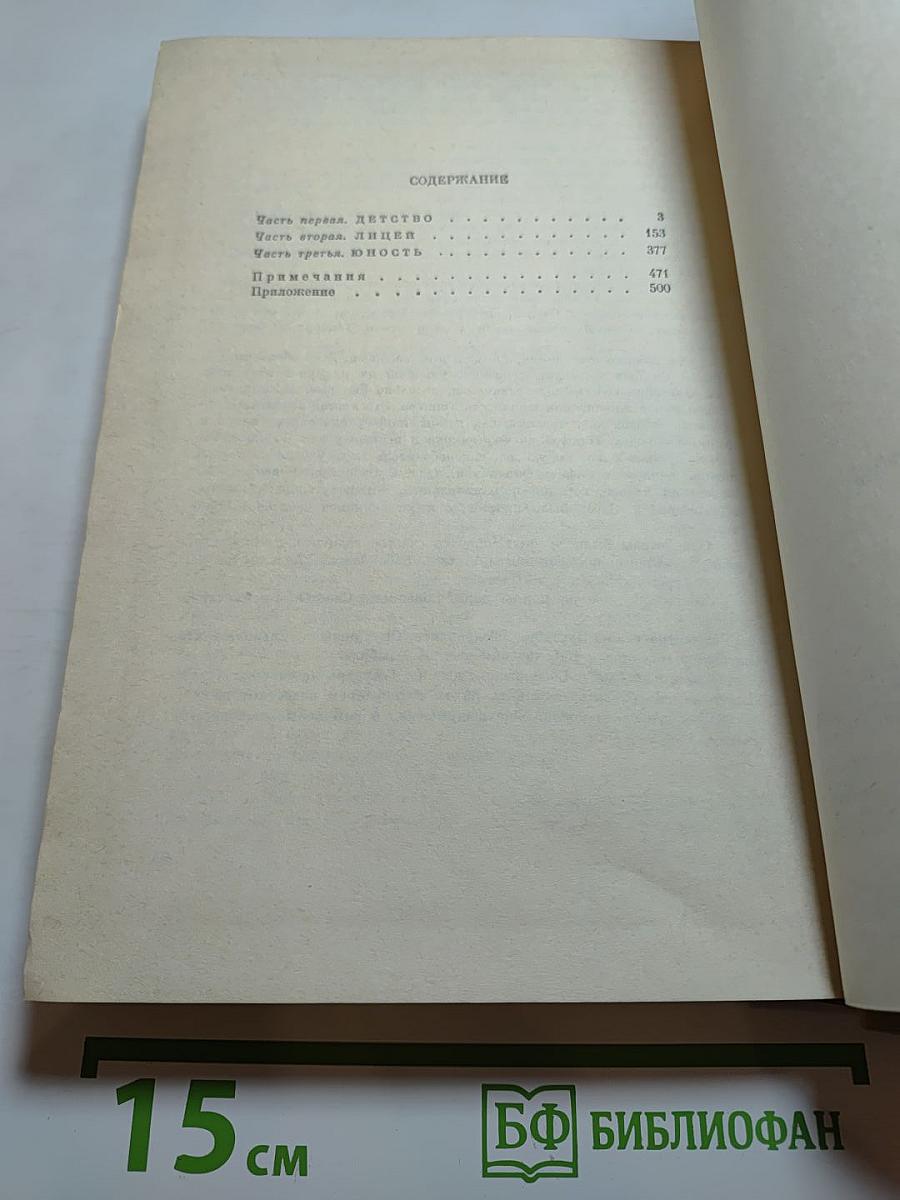 СОДЕРЖАНИЕ
Часть первая. ДЕТСТВО . . . . . . . . . . . 3
Часть вторая. ЛИЦЕЙ . . . . . . . . . . . . 153
Часть третья. ЮНОСТЬ . . . . . . . . . . . . 377
Примечания . . . . . . . . . . . . . . 471
Приложение . . . . . . . . . . . . . . . 500
15 см
БФ БИБЛИОФАН